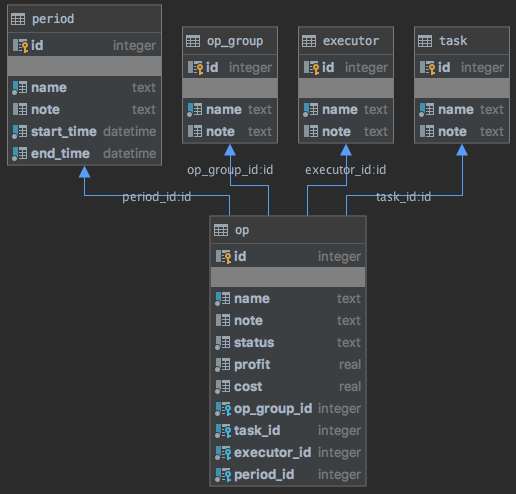 period
id integer
name text
note text
start_time datetime
end_time datetime
op_group
id integer
name text
note text
executor
id integer
name text
note text
task
id integer
name text
note text
period_id:id
op_group_id:id
executor_id:id
task_id:id
op
id integer
name text
note text
status text
profit real
cost real
op_group_id integer
task_id integer
executor_id integer
period_id integer